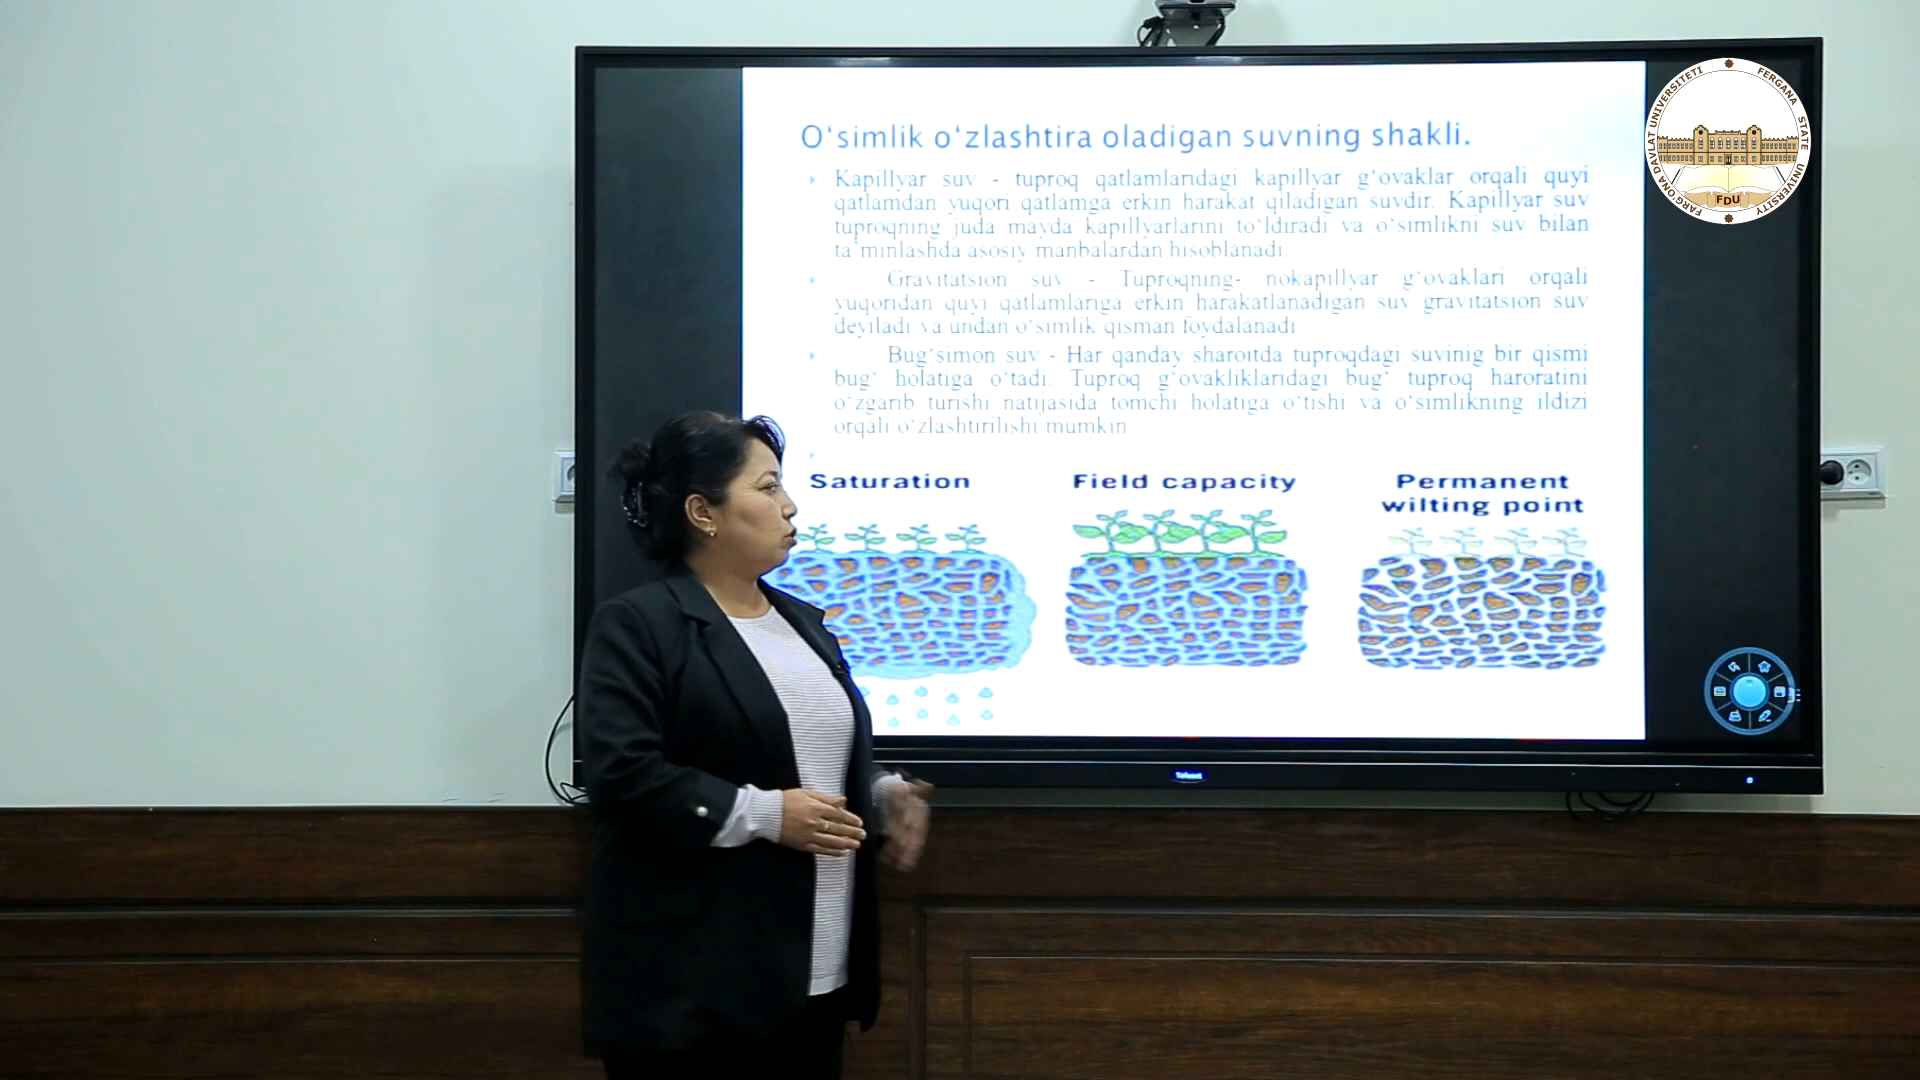 O‘simlik o‘zlashtira oladigan suvning shakli.
Kapillyar suv - tuproq qatlamlaridagi kapillyar g‘ovaklar orqali quyi
qatlamdan yuqori qatlamga erkin harakat qiladigan suvdir. Kapillyar suv
tuproqning juda mayda kapillyarlarini to‘ldiradi va o‘simlikni suv bilan
ta’minlashda asosiy manbalardan hisoblanadi.
Gravitatsion suv - Tuproqning- nokapillyar g‘ovaklari orqali
yuqoridan quyi qatlamlariga erkin harakatlanadigan suv gravitatsion suv
deyiladi va undan o‘simlik qisman foydalanadi
Bug‘simon suv - Har qanday sharoitda tuproqdagi suvinig bir qismi
bug‘ holatiga o‘tadi. Tuproq g‘ovakliklaridagi bug‘ tuproq haroratini
o‘zgarib turishi natijasida tomchi holatiga o‘tishi va o‘simlikning ildizi
orqali o‘zlashtirilishi mumkin.
Saturation
Field capacity
Permanent
wilting point
FARG‘ONA DAVLAT UNIVERSITETI
FERGANA STATE UNIVERSITY
FDU